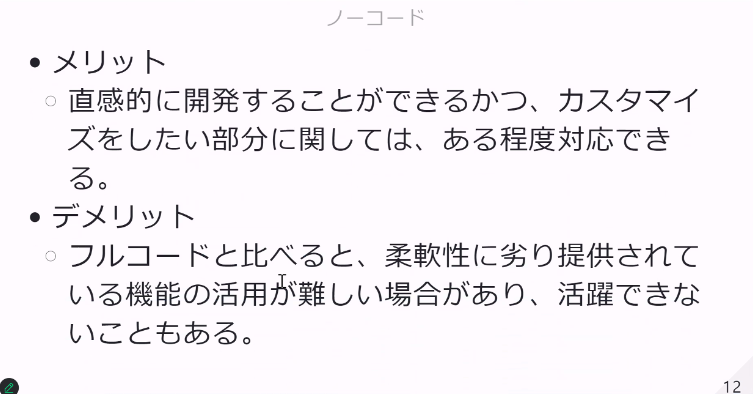 ノーコード
• メリット
○ 直感的に開発することができるかつ、カスタマイ
ズをしたい部分に関しては、ある程度対応でき
る。
• デメリット
○ フルコードと比べると、柔軟性に劣り提供されて
いる機能の活用が難しい場合があり、活躍できな
いこともある。
12